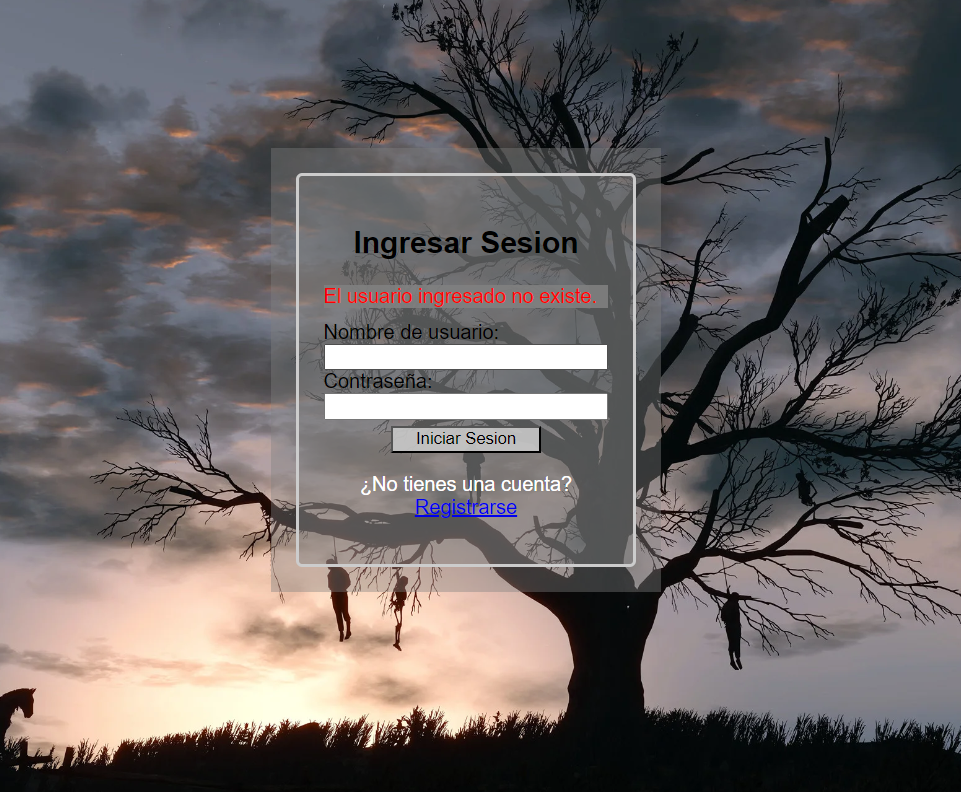 Ingresar Sesion
El usuario ingresado no existe.
Nombre de usuario:
Contraseña:
Iniciar Sesion
¿No tienes una cuenta?
Registrarse